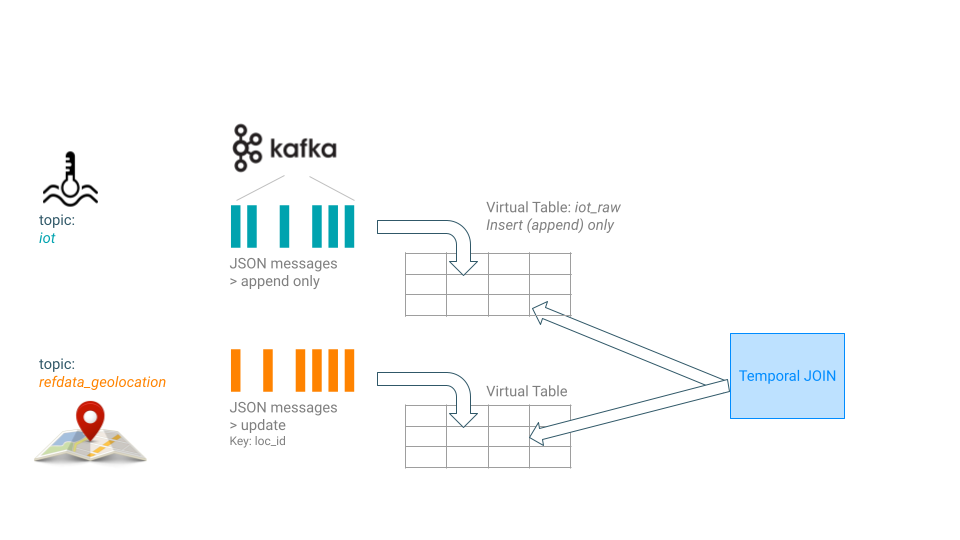 kafka
topic:
iot
JSON messages
> append only
Virtual Table: iot_raw
Insert (append) only
topic:
refdata_geolocation
JSON messages
> update
Key: loc_id
Virtual Table
Temporal JOIN